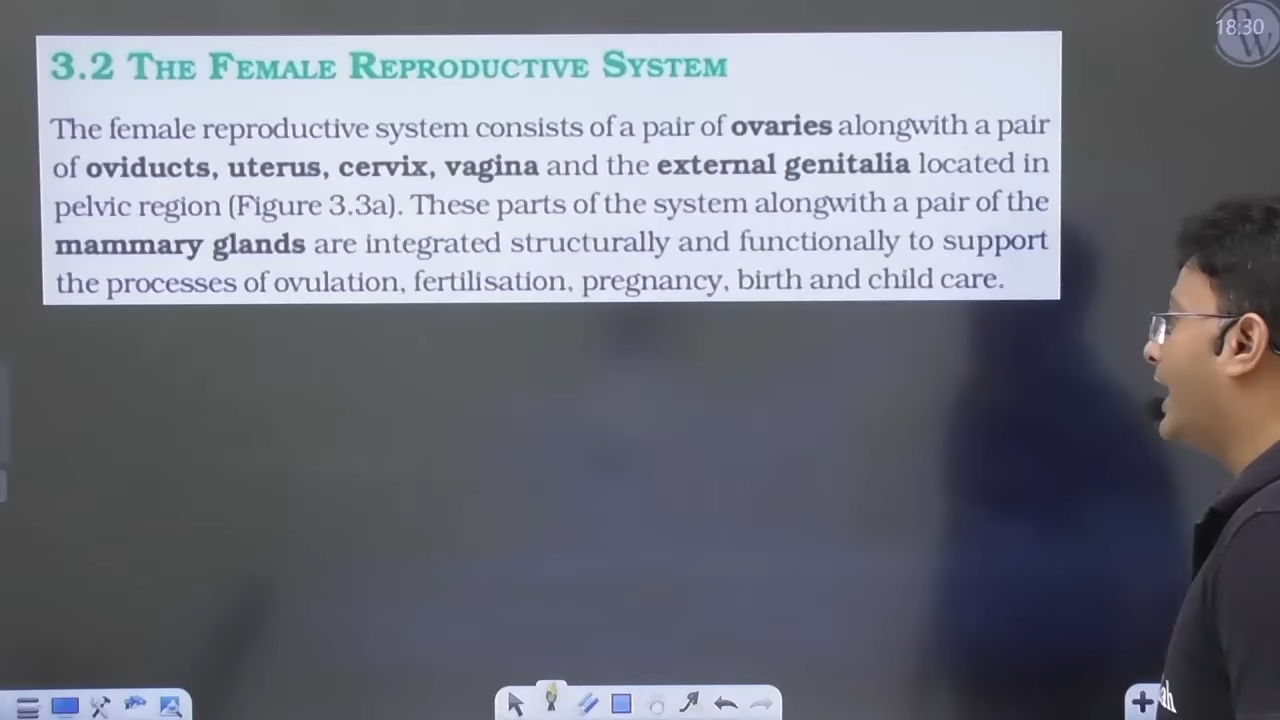 18:30
PW
3.2 THE FEMALE REPRODUCTIVE SYSTEM
The female reproductive system consists of a pair of ovaries alongwith a pair
of oviducts, uterus, cervix, vagina and the external genitalia located in
pelvic region (Figure 3.3a). These parts of the system alongwith a pair of the
mammary glands are integrated structurally and functionally to support
the processes of ovulation, fertilisation, pregnancy, birth and child care.
ah